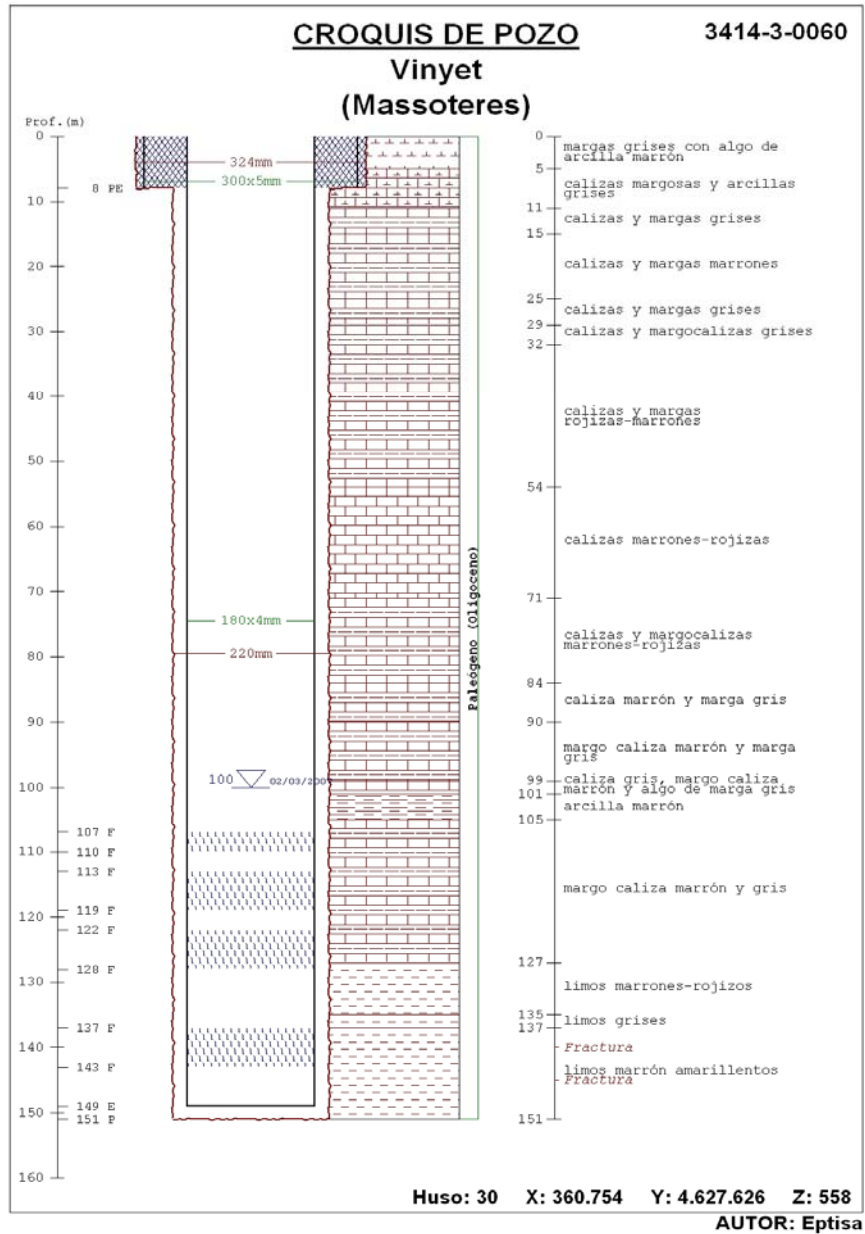 CROQUIS DE POZO
3414-3-0060
Vinyet
(Massoteres)
Prof.(m)
0
8 PE
10
20
30
40
50
60
70
80
90
100
107 F
110
110 F
113 F
119 F
120
122 F
128 F
130
137 F
140
143 F
149 E
150
151 P
160
324mm
300x5mm
180x4mm
220mm
100
02/03/200
Paleógeno (Oligoceno)
0
margas grises con algo de
arcilla marrón
5
calizas margosas y arcillas
grises
11
calizas y margas grises
15
calizas y margas marrones
25
calizas y margas grises
29
calizas y margocalizas grises
32
calizas y margas
rojizas-marrones
54
calizas marrones-rojizas
71
calizas y margocalizas
marrones-rojizas
84
caliza marrón y marga gris
90
margo caliza marrón y marga
gris
99
caliza gris, margo caliza
marrón y algo de marga gris
101
arcilla marrón
105
margo caliza marrón y gris
127
limos marrones-rojizos
135
limos grises
137
Fractura
limos marrón amarillentos
Fractura
151
Huso: 30 X: 360.754 Y: 4.627.626 Z: 558
AUTOR: Eptisa